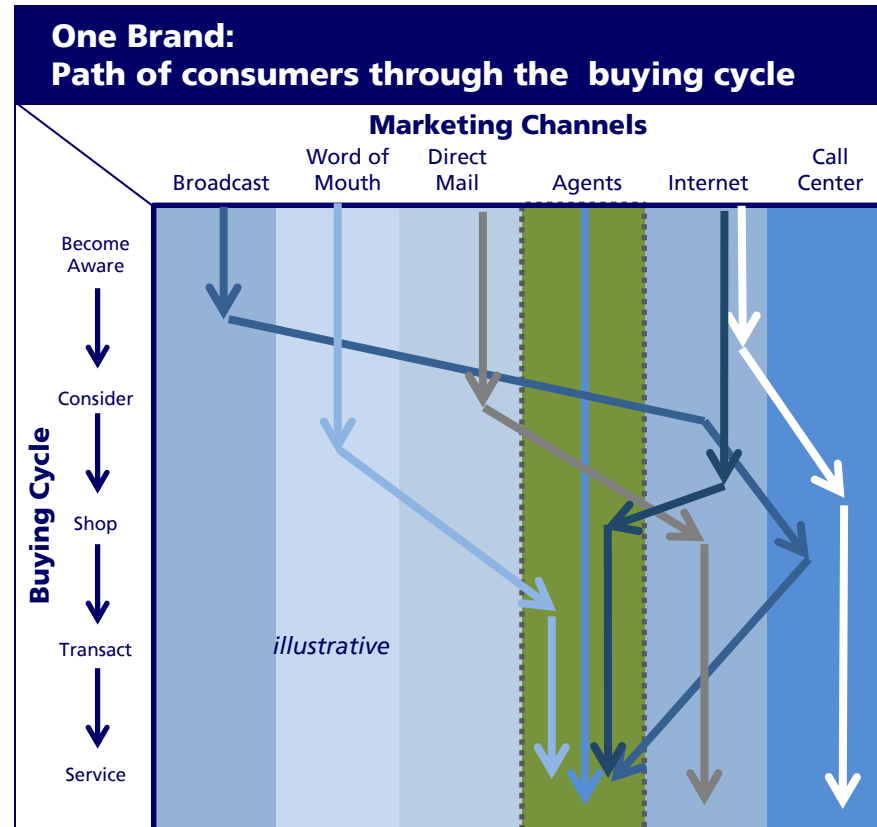 One Brand:
Path of consumers through the  buying cycle
Marketing Channels
Broadcast
Word of
Mouth
Direct
Mail
Agents
Internet
Call
Center
Buying Cycle
Become
Aware
Consider
Shop
Transact
Service
illustrative